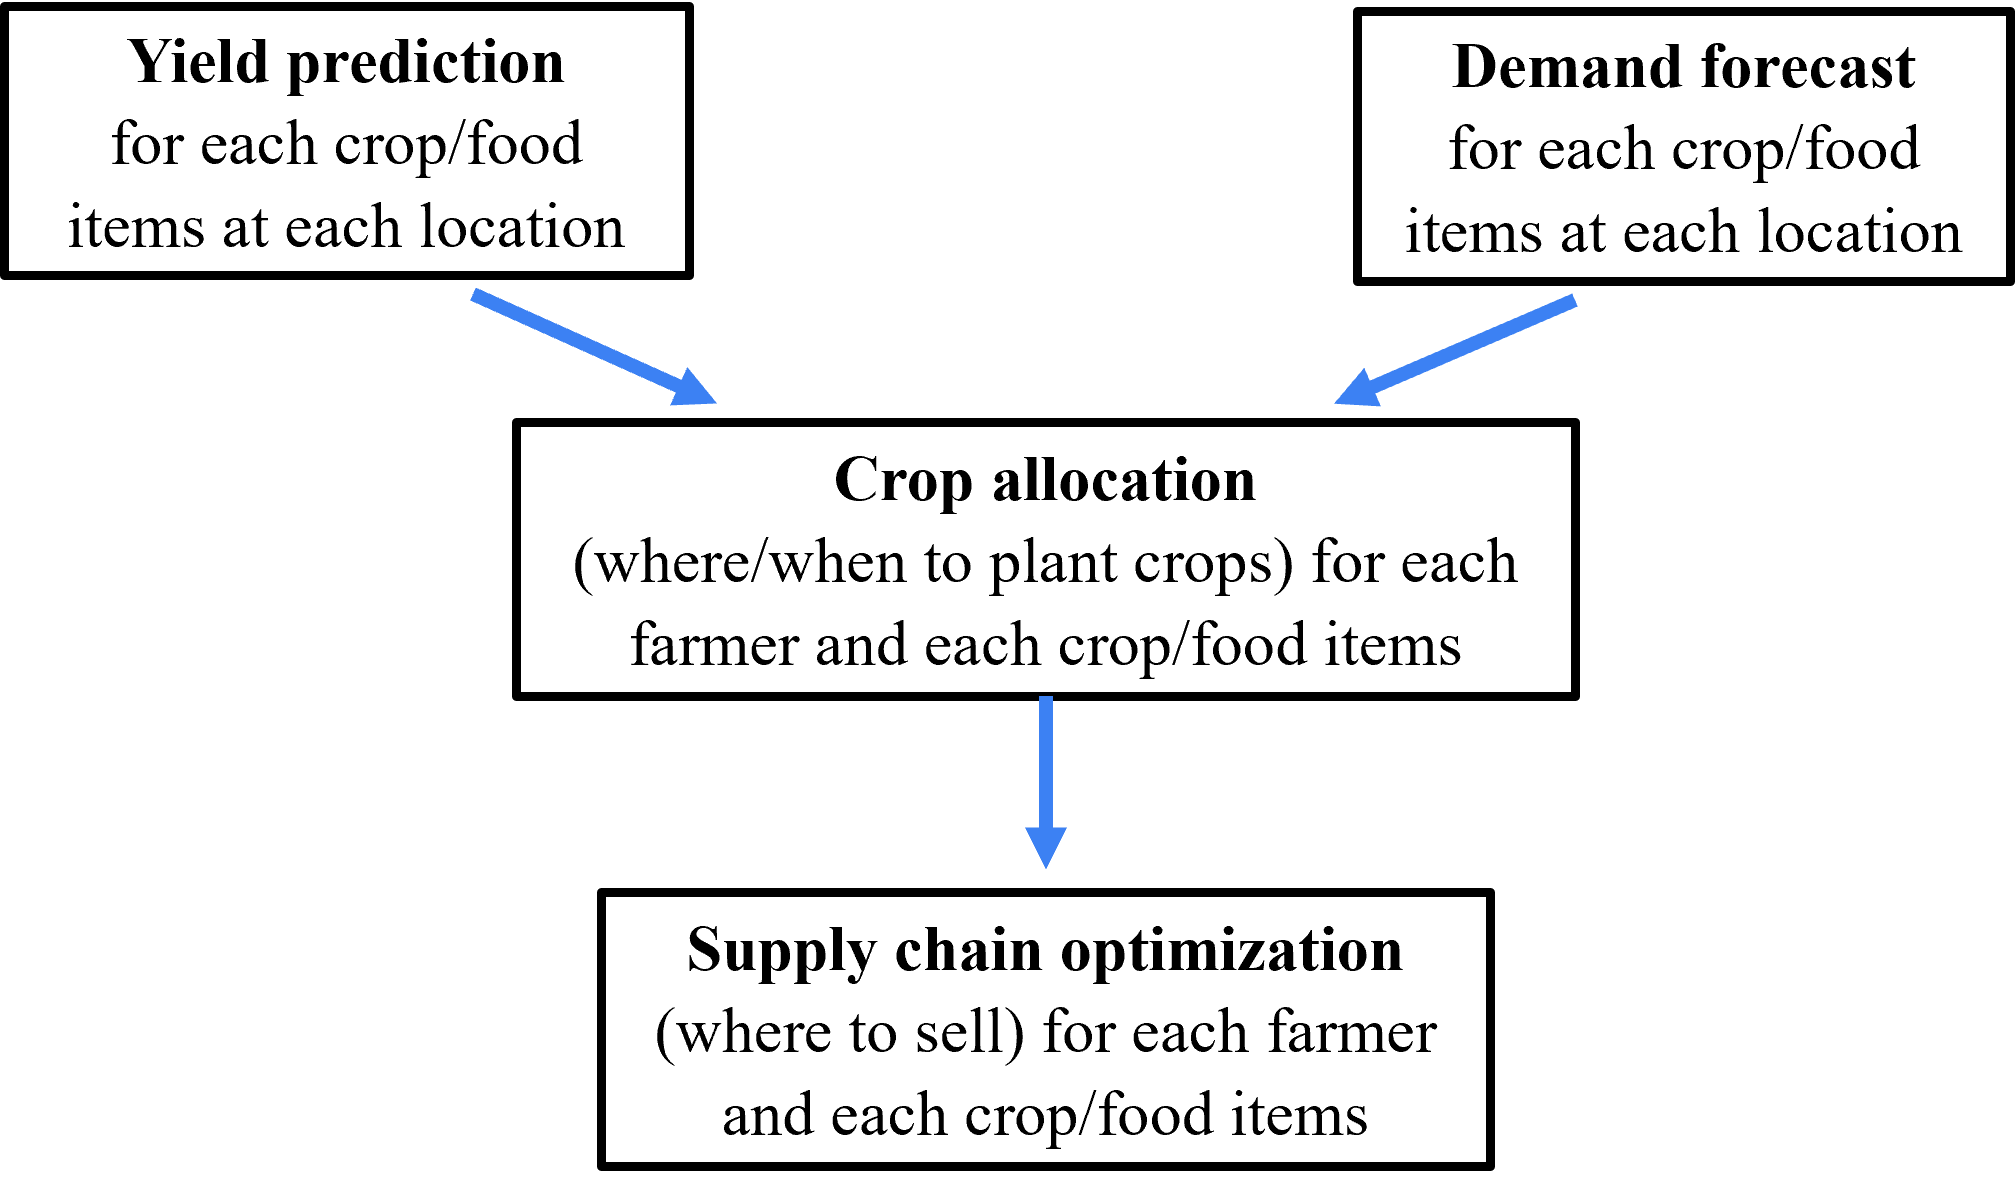 Yield prediction
for each crop/food
items at each location
Demand forecast
for each crop/food
items at each location
Crop allocation
(where/when to plant crops) for each
farmer and each crop/food items
Supply chain optimization
(where to sell) for each farmer
and each crop/food items